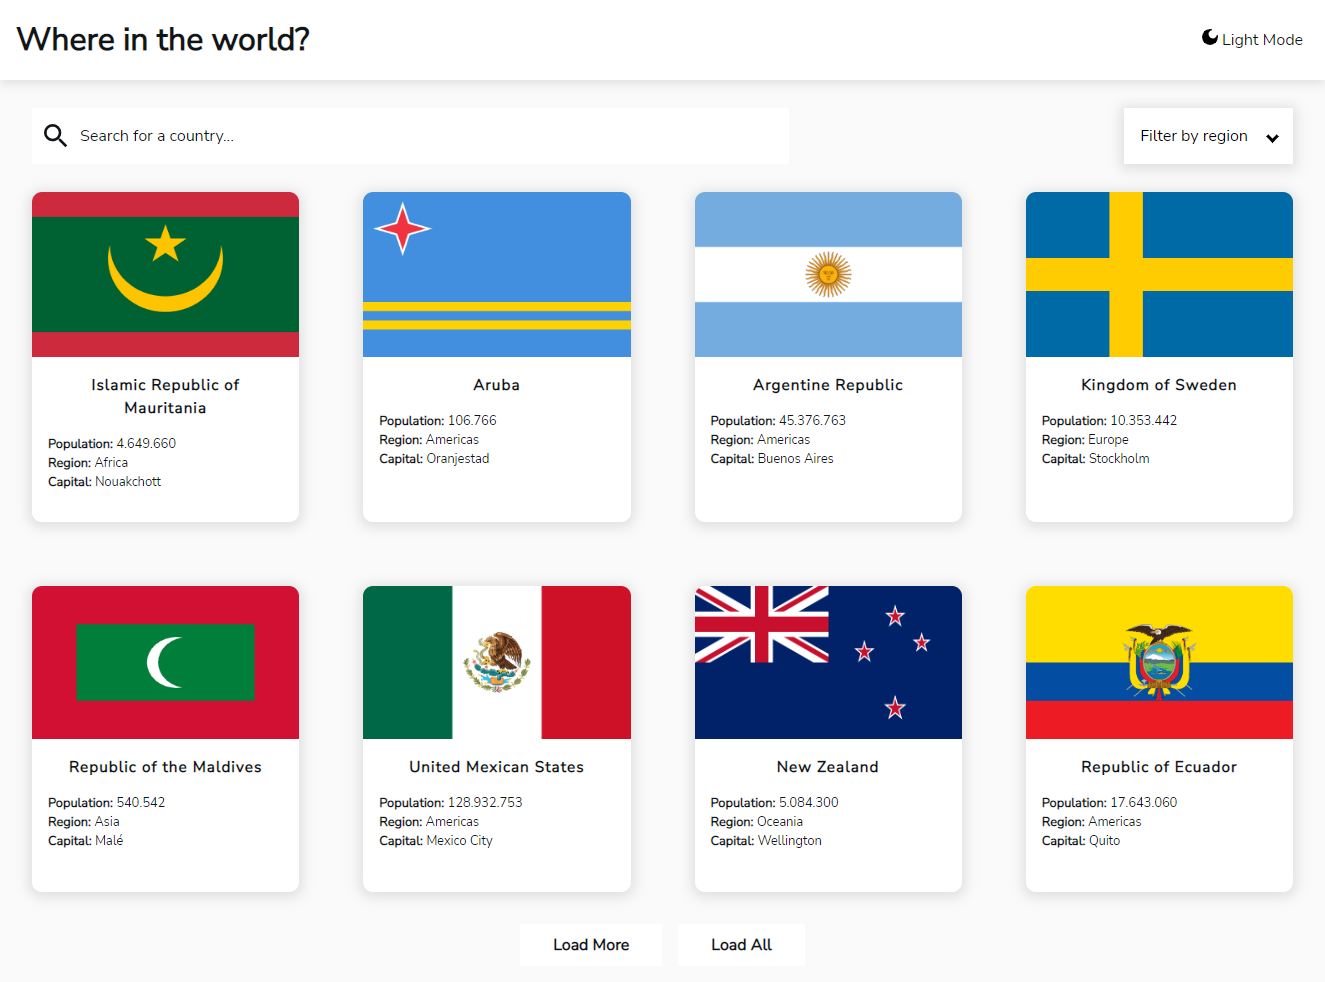 Where in the world?
Light Mode
Search for a country...
Filter by region
Islamic Republic of
Mauritania
Population: 4.649.660
Region: Africa
Capital: Nouakchott
Aruba
Population: 106.766
Region: Americas
Capital: Oranjestad
Argentine Republic
Population: 45.376.763
Region: Americas
Capital: Buenos Aires
Kingdom of Sweden
Population: 10.353.442
Region: Europe
Capital: Stockholm
Republic of the Maldives
Population: 540.542
Region: Asia
Capital: Malé
United Mexican States
Population: 128.932.753
Region: Americas
Capital: Mexico City
New Zealand
Population: 5.084.300
Region: Oceania
Capital: Wellington
Republic of Ecuador
Population: 17.643.060
Region: Americas
Capital: Quito
Load More
Load All